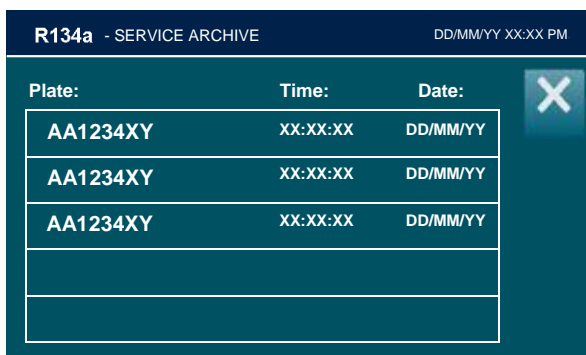 R134a - SERVICE ARCHIVE DD/MM/YY XX:XX PM
Plate: Time: Date:
AA1234XY XX:XX:XX DD/MM/YY
AA1234XY XX:XX:XX DD/MM/YY
AA1234XY XX:XX:XX DD/MM/YY